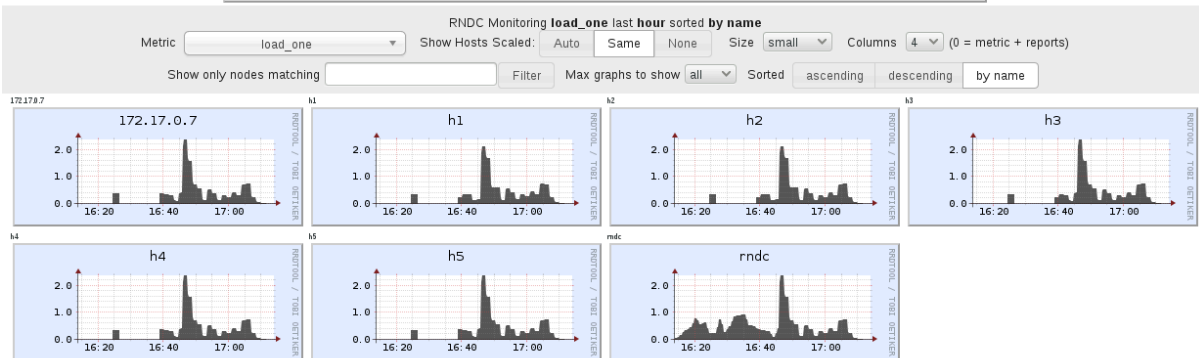 RNDC Monitoring load_one last hour sorted by name
Metric load_one Show Hosts Scaled: Auto Same None Size small Columns 4 (0 = metric + reports)
Show only nodes matching Filter Max graphs to show all Sorted ascending descending by name
172.17.0.7
172.17.0.7
2.0
1.0
0.0
16:20 16:40 17:00
RRDTOOL / TOBI OETIKER
h1
h1
2.0
1.0
0.0
16:20 16:40 17:00
RRDTOOL / TOBI OETIKER
h2
h2
2.0
1.0
0.0
16:20 16:40 17:00
RRDTOOL / TOBI OETIKER
h3
h3
2.0
1.0
0.0
16:20 16:40 17:00
RRDTOOL / TOBI OETIKER
h4
h4
2.0
1.0
0.0
16:20 16:40 17:00
RRDTOOL / TOBI OETIKER
h5
h5
2.0
1.0
0.0
16:20 16:40 17:00
RRDTOOL / TOBI OETIKER
rndc
rndc
2.0
1.0
0.0
16:20 16:40 17:00
RRDTOOL / TOBI OETIKER